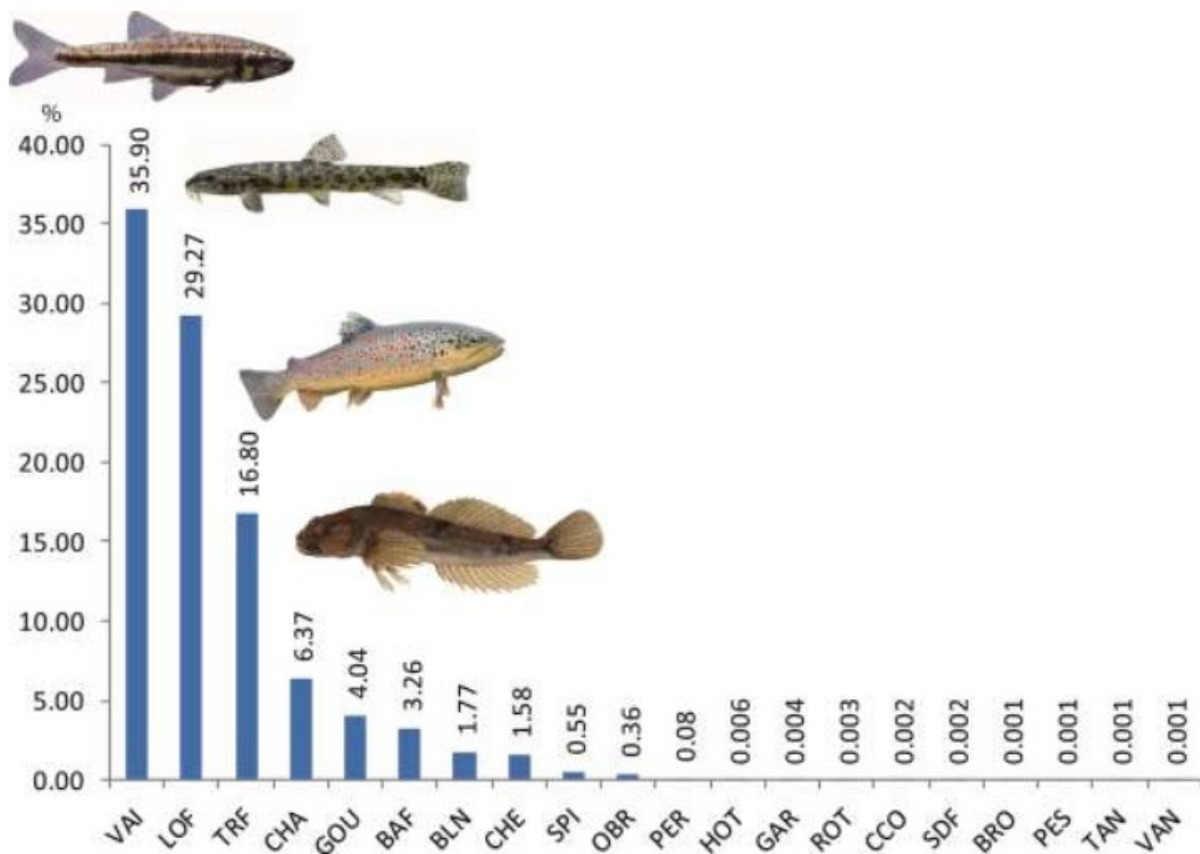 %
40.00
35.00
30.00
25.00
20.00
15.00
10.00
5.00
0.00
35.90
29.27
16.80
6.37
4.04
3.26
1.77
1.58
0.55
0.36
0.08
0.006
0.004
0.003
0.002
0.002
0.001
0.001
0.001
0.001
VAI
LOF
TRF
CHA
GOU
BAF
BLN
CHE
SPI
OBR
PER
HOT
GAR
ROT
CCO
SDF
BRO
PES
TAN
VAN